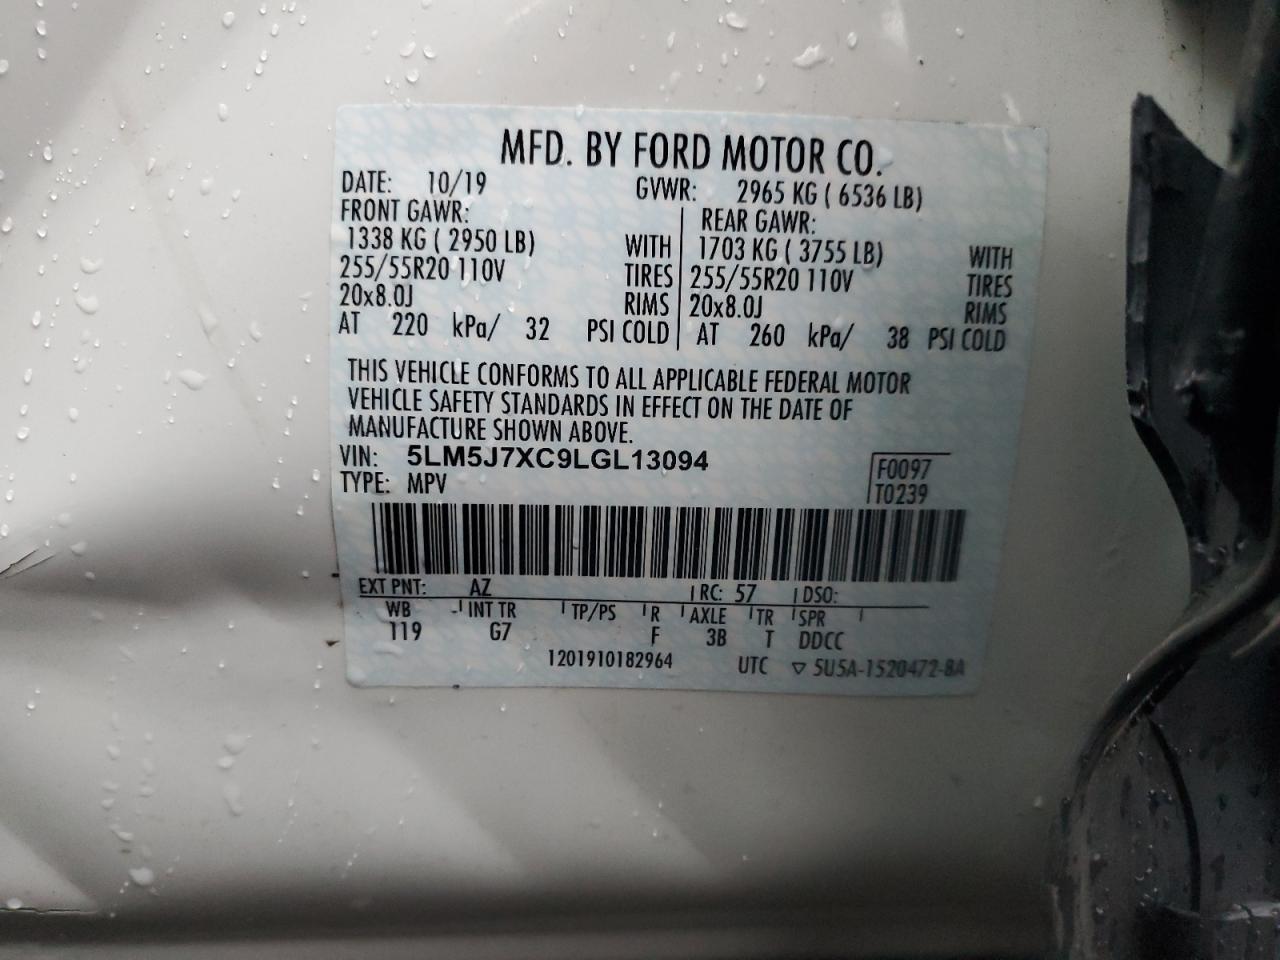 MFD. BY FORD MOTOR CO.
DATE: 10/19 GVWR: 2965 KG ( 6536 LB)
FRONT GAWR: REAR GAWR:
1338 KG ( 2950 LB) WITH 1703 KG ( 3755 LB) WITH
255/55R20 110V TIRES 255/55R20 110V TIRES
20x8.0J RIMS 20x8.0J RIMS
AT 220 kPa/ 32 PSI COLD AT 260 kPa/ 38 PSI COLD
THIS VEHICLE CONFORMS TO ALL APPLICABLE FEDERAL MOTOR
VEHICLE SAFETY STANDARDS IN EFFECT ON THE DATE OF
MANUFACTURE SHOWN ABOVE.
VIN: 5LM5J7XC9LGL13094 F0097
TYPE: MPV T0239
EXT PNT: AZ RC: 57 DSO:
WB INT TR TP/PS R AXLE TR SPR
119 G7 F 3B T DDCC
1201910182964 UTC ▽ 5U5A-1520472-BA